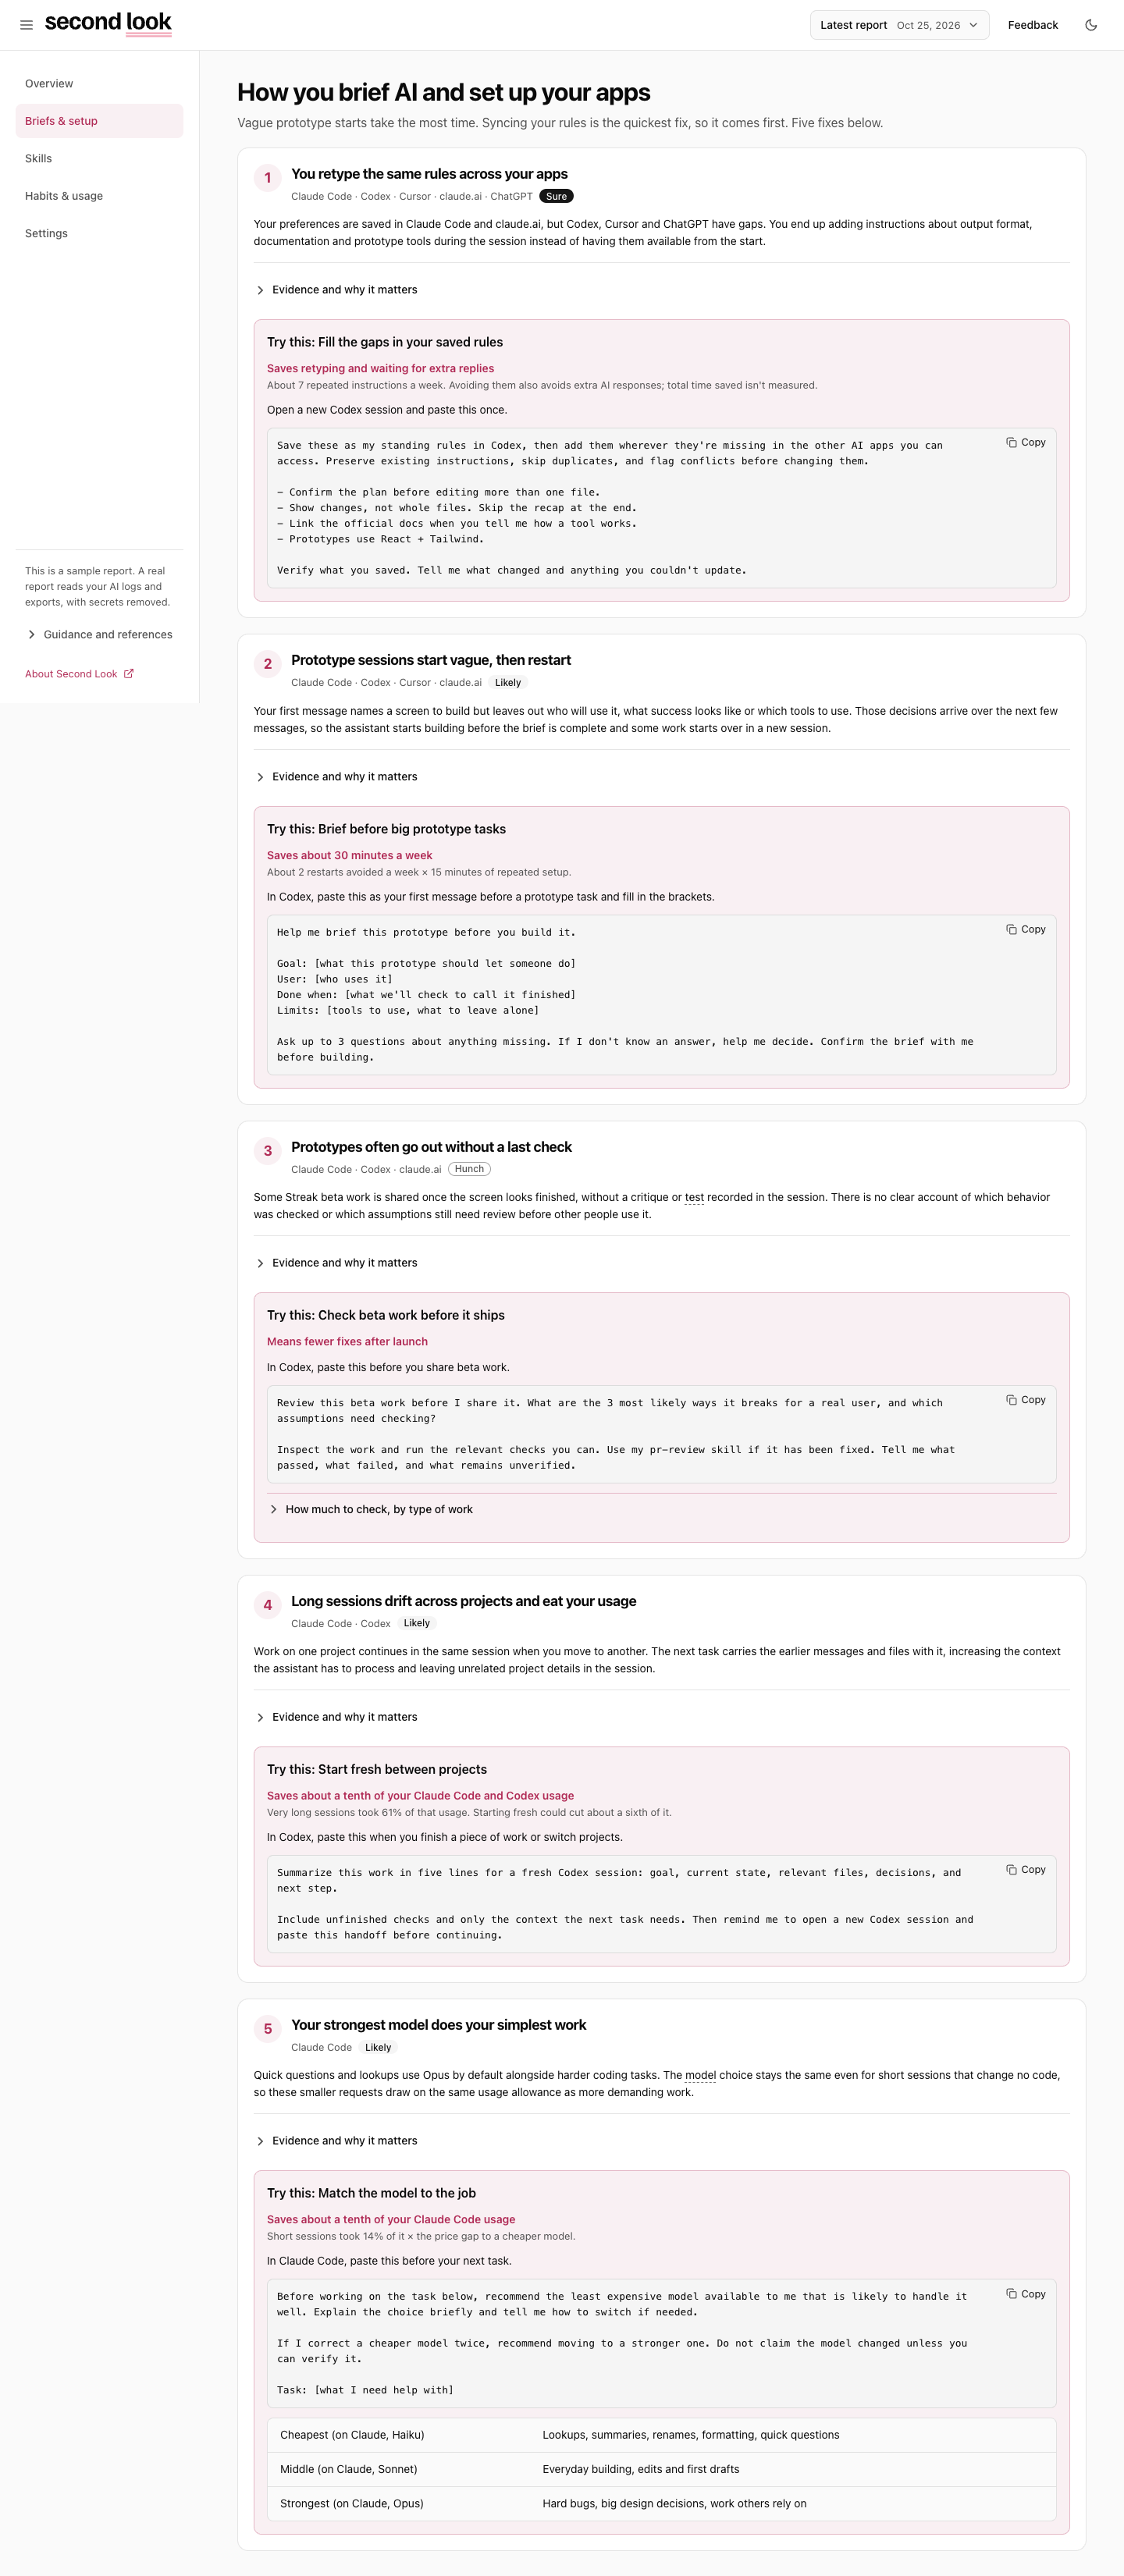 second look
Latest report Oct 25, 2026
Feedback
Overview
Briefs & setup
Skills
Habits & usage
Settings
This is a sample report. A real
report reads your AI logs and
exports, with secrets removed.
Guidance and references
About Second Look
How you brief AI and set up your apps
Vague prototype starts take the most time. Syncing your rules is the quickest fix, so it comes first. Five fixes below.
1
You retype the same rules across your apps
Claude Code · Codex · Cursor · claude.ai · ChatGPT Sure
Your preferences are saved in Claude Code and claude.ai, but Codex, Cursor and ChatGPT have gaps. You end up adding instructions about output format,
documentation and prototype tools during the session instead of having them available from the start.
Evidence and why it matters
Try this: Fill the gaps in your saved rules
Saves retyping and waiting for extra replies
About 7 repeated instructions a week. Avoiding them also avoids extra AI responses; total time saved isn't measured.
Open a new Codex session and paste this once.
Copy
Save these as my standing rules in Codex, then add them wherever they're missing in the other AI apps you can
access. Preserve existing instructions, skip duplicates, and flag conflicts before changing them.
- Confirm the plan before editing more than one file.
- Show changes, not whole files. Skip the recap at the end.
- Link the official docs when you tell me how a tool works.
- Prototypes use React + Tailwind.
Verify what you saved. Tell me what changed and anything you couldn't update.
2
Prototype sessions start vague, then restart
Claude Code · Codex · Cursor · claude.ai Likely
Your first message names a screen to build but leaves out who will use it, what success looks like or which tools to use. Those decisions arrive over the next few
messages, so the assistant starts building before the brief is complete and some work starts over in a new session.
Evidence and why it matters
Try this: Brief before big prototype tasks
Saves about 30 minutes a week
About 2 restarts avoided a week × 15 minutes of repeated setup.
In Codex, paste this as your first message before a prototype task and fill in the brackets.
Copy
Help me brief this prototype before you build it.
Goal: [what this prototype should let someone do]
User: [who uses it]
Done when: [what we'll check to call it finished]
Limits: [tools to use, what to leave alone]
Ask up to 3 questions about anything missing. If I don't know an answer, help me decide. Confirm the brief with me
before building.
3
Prototypes often go out without a last check
Claude Code · Codex · claude.ai Hunch
Some Streak beta work is shared once the screen looks finished, without a critique or test recorded in the session. There is no clear account of which behavior
was checked or which assumptions still need review before other people use it.
Evidence and why it matters
Try this: Check beta work before it ships
Means fewer fixes after launch
In Codex, paste this before you share beta work.
Copy
Review this beta work before I share it. What are the 3 most likely ways it breaks for a real user, and which
assumptions need checking?
Inspect the work and run the relevant checks you can. Use my pr-review skill if it has been fixed. Tell me what
passed, what failed, and what remains unverified.
How much to check, by type of work
4
Long sessions drift across projects and eat your usage
Claude Code · Codex Likely
Work on one project continues in the same session when you move to another. The next task carries the earlier messages and files with it, increasing the context
the assistant has to process and leaving unrelated project details in the session.
Evidence and why it matters
Try this: Start fresh between projects
Saves about a tenth of your Claude Code and Codex usage
Very long sessions took 61% of that usage. Starting fresh could cut about a sixth of it.
In Codex, paste this when you finish a piece of work or switch projects.
Copy
Summarize this work in five lines for a fresh Codex session: goal, current state, relevant files, decisions, and
next step.
Include unfinished checks and only the context the next task needs. Then remind me to open a new Codex session and
paste this handoff before continuing.
5
Your strongest model does your simplest work
Claude Code Likely
Quick questions and lookups use Opus by default alongside harder coding tasks. The model choice stays the same even for short sessions that change no code,
so these smaller requests draw on the same usage allowance as more demanding work.
Evidence and why it matters
Try this: Match the model to the job
Saves about a tenth of your Claude Code usage
Short sessions took 14% of it × the price gap to a cheaper model.
In Claude Code, paste this before your next task.
Copy
Before working on the task below, recommend the least expensive model available to me that is likely to handle it
well. Explain the choice briefly and tell me how to switch if needed.
If I correct a cheaper model twice, recommend moving to a stronger one. Do not claim the model changed unless you
can verify it.
Task: [what I need help with]
Cheapest (on Claude, Haiku) Lookups, summaries, renames, formatting, quick questions
Middle (on Claude, Sonnet) Everyday building, edits and first drafts
Strongest (on Claude, Opus) Hard bugs, big design decisions, work others rely on